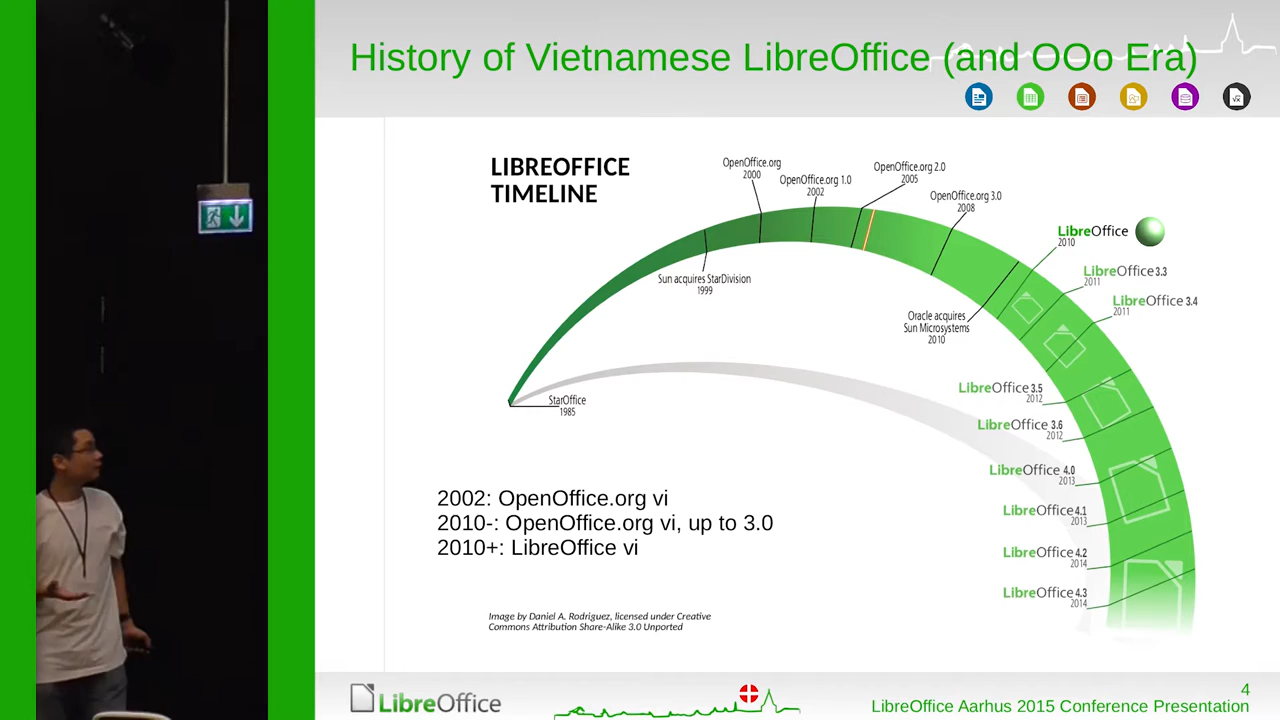 History of Vietnamese LibreOffice (and OOo Era)
LIBREOFFICE
TIMELINE
OpenOffice.org
2000
OpenOffice.org 1.0
2002
OpenOffice.org 2.0
2005
OpenOffice.org 3.0
2008
LibreOffice
2010
LibreOffice 3.3
2011
LibreOffice 3.4
2011
Sun acquires StarDivision
1999
Oracle acquires
Sun Microsystems
2010
StarOffice
1985
LibreOffice 3.5
2012
LibreOffice 3.6
2012
LibreOffice 4.0
2013
LibreOffice 4.1
2013
LibreOffice 4.2
2014
LibreOffice 4.3
2014
2002: OpenOffice.org vi
2010-: OpenOffice.org vi, up to 3.0
2010+: LibreOffice vi
Image by Daniel A. Rodriguez, licensed under Creative
Commons Attribution Share-Alike 3.0 Unported
LibreOffice
4
LibreOffice Aarhus 2015 Conference Presentation